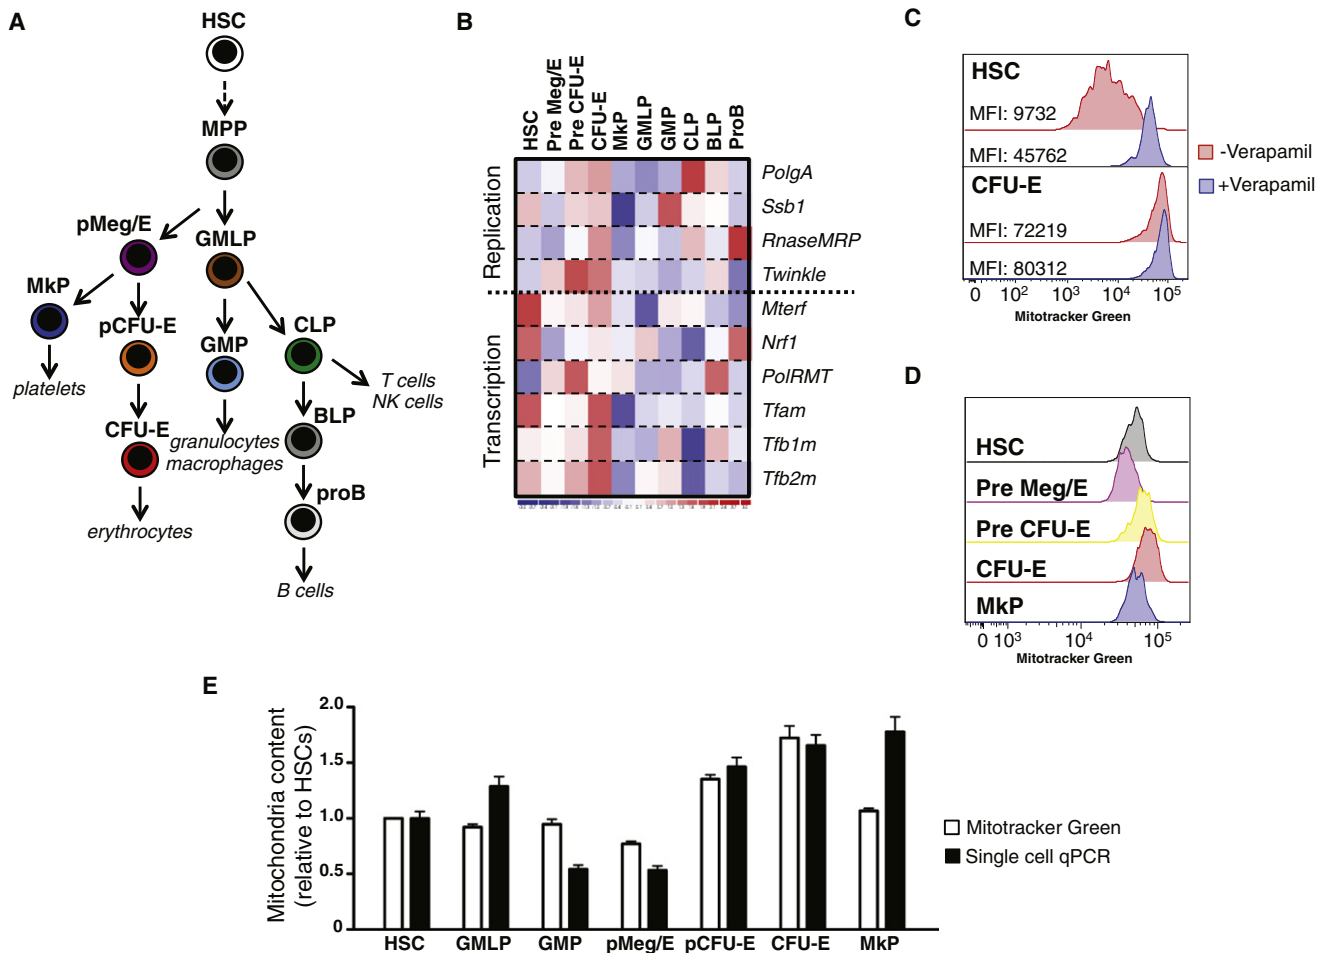 A
HSC
MPP
pMeg/E
GMLP
MkP
pCFU-E
GMP
CLP
platelets
T cells
NK cells
CFU-E
granulocytes
macrophages
BLP
proB
erythrocytes
B cells
B
HSC
Pre Meg/E
Pre CFU-E
CFU-E
MkP
GMLP
GMP
CLP
BLP
ProB
Replication
Transcription
PolgA
Ssb1
RnaseMRP
Twinkle
Mterf
Nrf1
PolRMT
Tfam
Tfb1m
Tfb2m
C
HSC
MFI: 9732
MFI: 45762
CFU-E
MFI: 72219
MFI: 80312
0 10² 10³ 10⁴ 10⁵
Mitotracker Green
-Verapamil
+Verapamil
D
HSC
Pre Meg/E
Pre CFU-E
CFU-E
MkP
0 10³ 10⁴ 10⁵
Mitotracker Green
E
Mitochondria content
(relative to HSCs)
2.0
1.5
1.0
0.5
0
HSC GMLP GMP pMeg/E pCFU-E CFU-E MkP
Mitotracker Green
Single cell qPCR